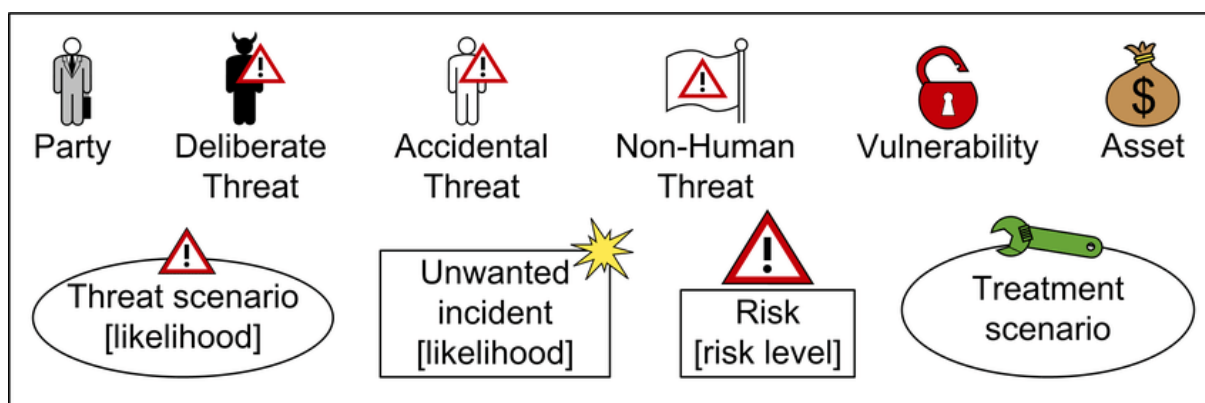 Party
Deliberate
Threat
Accidental
Threat
Non-Human
Threat
Vulnerability
Asset
Threat scenario
[likelihood]
Unwanted
incident
[likelihood]
Risk
[risk level]
Treatment
scenario